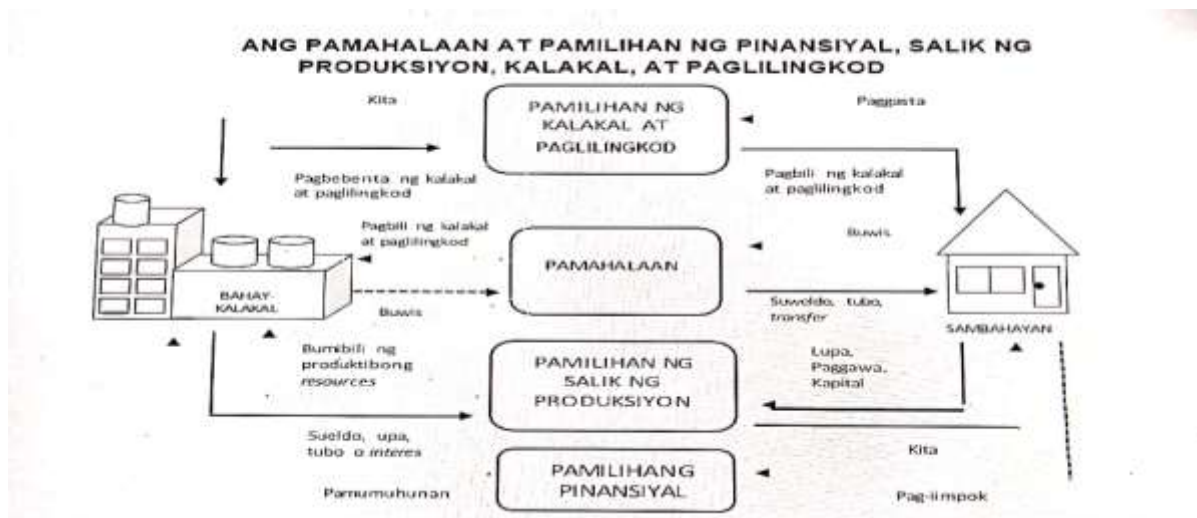 ANG PAMAHALAAN AT PAMILIHAN NG PINANSIYAL, SALIK NG
PRODUKSIYON, KALAKAL, AT PAGLILINGKOD
Kita
PAMILIHAN NG
KALAKAL AT
PAGLILINGKOD
Paggasta
Pagbebenta ng kalakal
at paglilingkod
Pagbili ng kalakal
at paglilingkod
Pagbili ng kalakal
at paglilingkod
PAMAHALAAN
Buwis
BAHAY-
KALAKAL
Buwis
Suweldo, tubo,
transfer
SAMBAHAYAN
Bumibili ng
produktibong
resources
PAMILIHAN NG
SALIK NG
PRODUKSIYON
Lupa,
Paggawa,
Kapital
Sueldo, upa,
tubo o interes
Kita
Pamumuhunan
PAMILIHANG
PINANSIYAL
Pag-iimpok